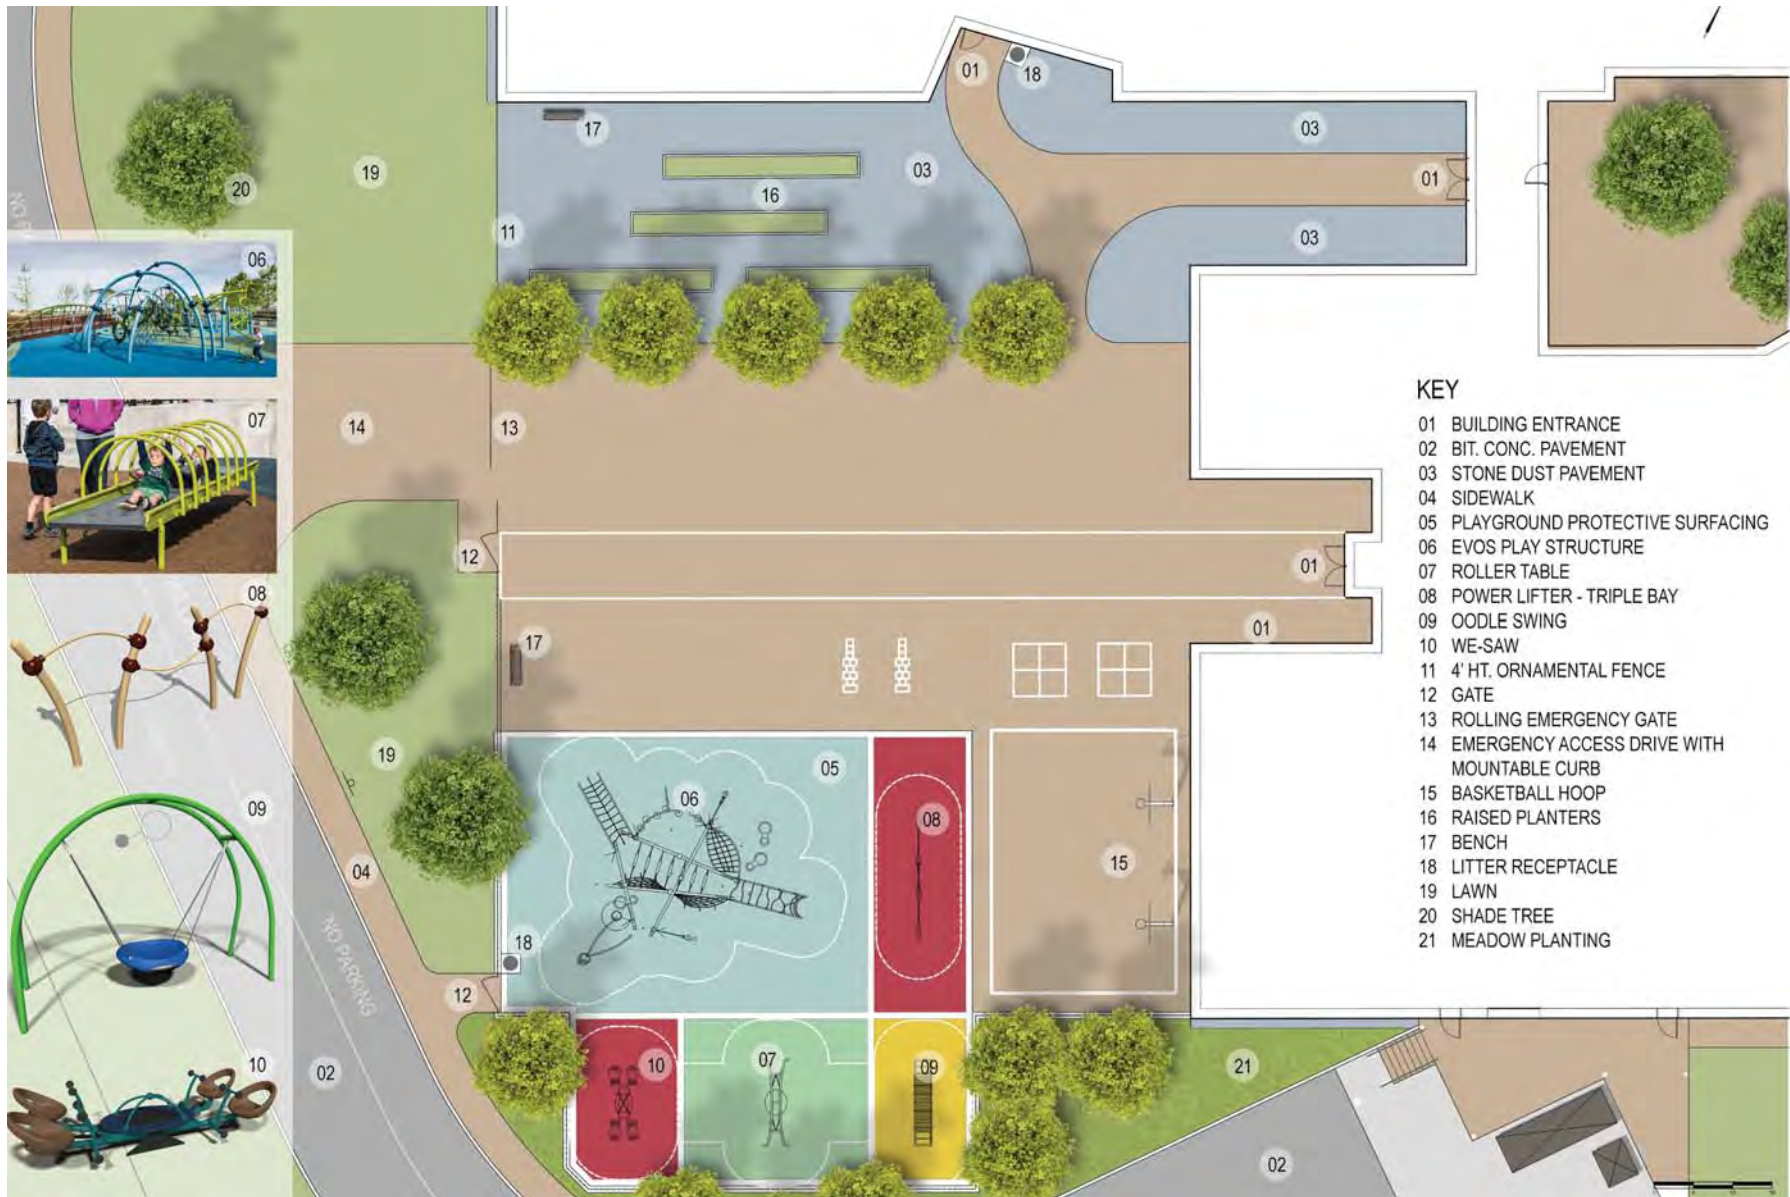 01
18
17
03
03
19
20
16
01
11
03
06
07
14
13
KEY
01 BUILDING ENTRANCE
02 BIT. CONC. PAVEMENT
03 STONE DUST PAVEMENT
04 SIDEWALK
05 PLAYGROUND PROTECTIVE SURFACING
06 EVOS PLAY STRUCTURE
07 ROLLER TABLE
08 POWER LIFTER - TRIPLE BAY
09 OODLE SWING
10 WE-SAW
11 4' HT. ORNAMENTAL FENCE
12 GATE
13 ROLLING EMERGENCY GATE
14 EMERGENCY ACCESS DRIVE WITH
MOUNTABLE CURB
15 BASKETBALL HOOP
16 RAISED PLANTERS
17 BENCH
18 LITTER RECEPTACLE
19 LAWN
20 SHADE TREE
21 MEADOW PLANTING
12
01
08
17
01
19
05
06
09
08
04
15
18
NO PARKING
12
10
02
10
07
09
21
02